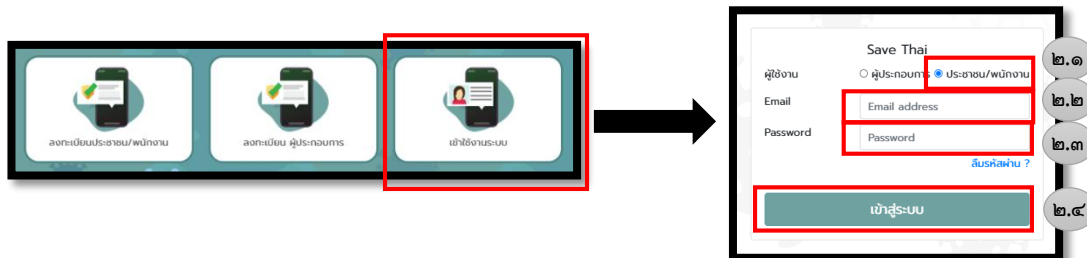 ลงทะเบียนประชาชน/พนักงาน
ลงทะเบียน ผู้ประกอบการ
เข้าใช้งานระบบ
Save Thai
ผู้ใช้งาน ผู้ประกอบการ ประชาชน/พนักงาน
๒.๑
Email Email address
๒.๒
Password Password
๒.๓
ลืมรหัสผ่าน ?
เข้าสู่ระบบ
๒.๔